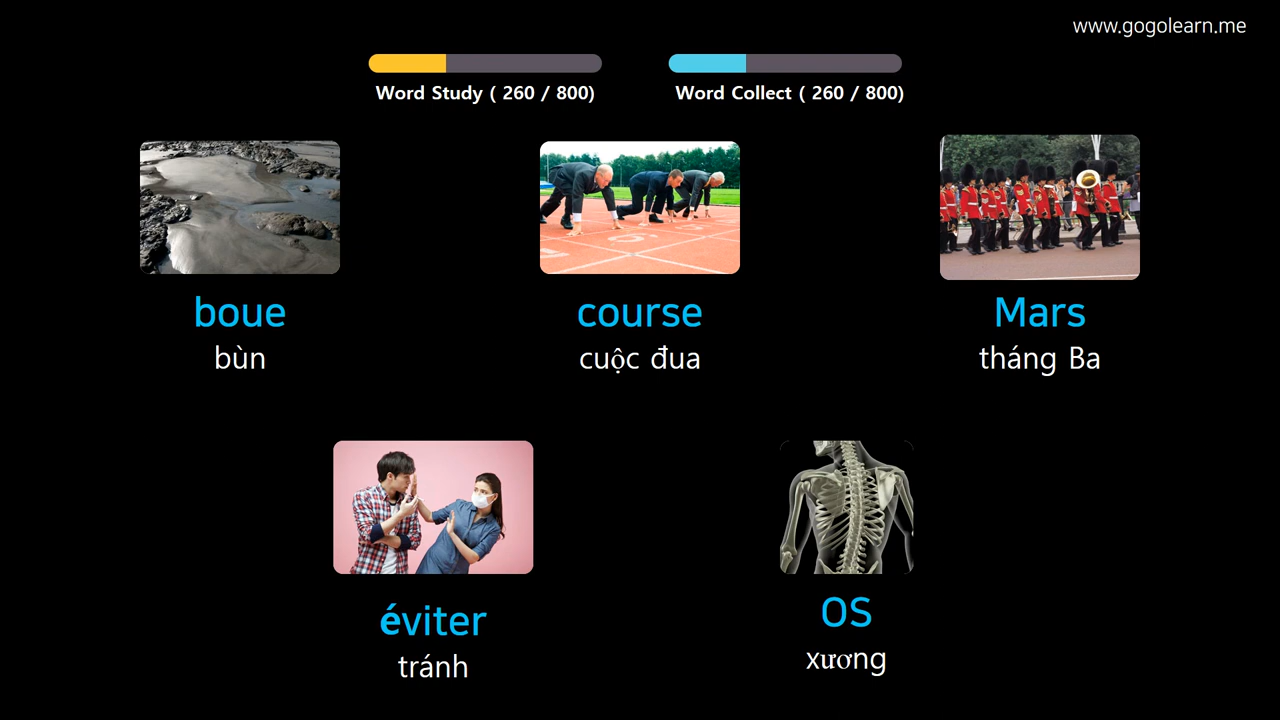 www.gogolearn.me
Word Study ( 260 / 800)
Word Collect ( 260 / 800)
boue
bùn
course
cuộc đua
Mars
tháng Ba
éviter
tránh
OS
xương